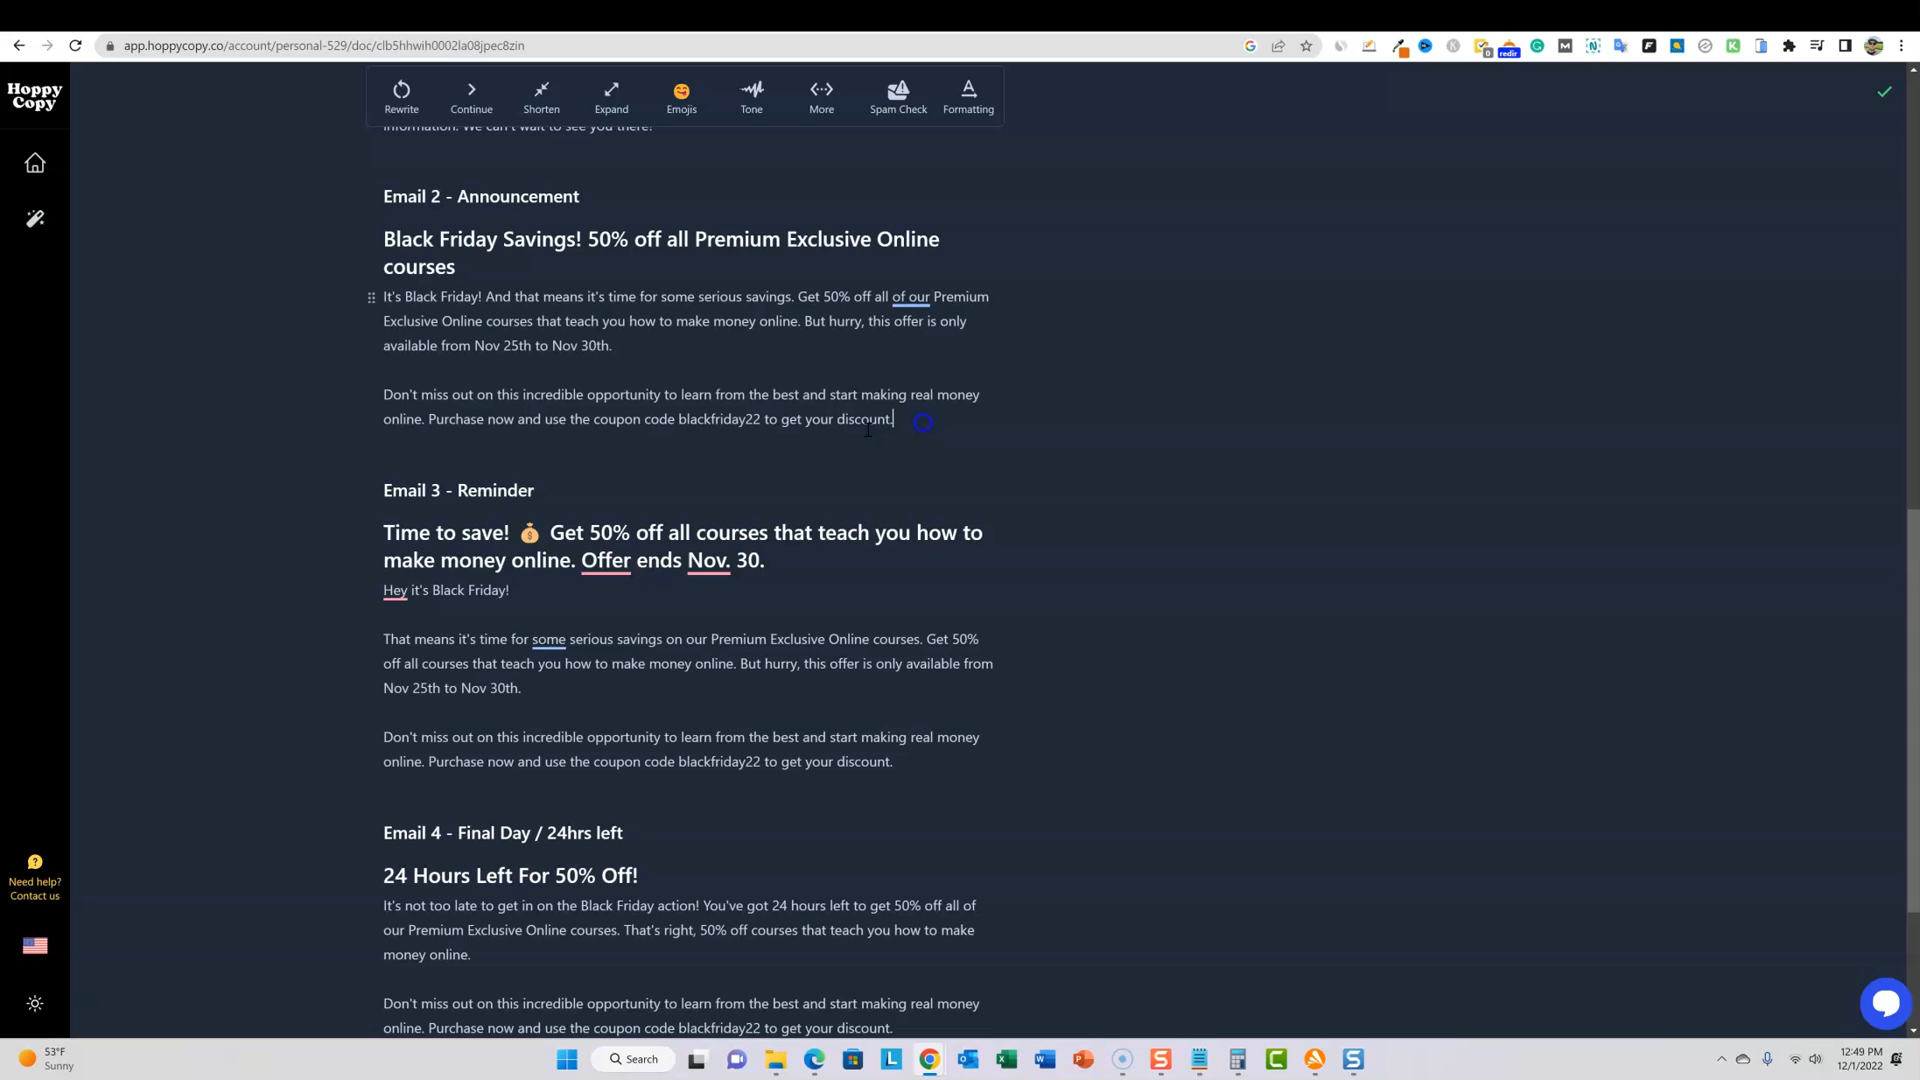 app.hoppycopy.co/account/personal-529/doc/clb5hhwih0002la08jpec8zin
redir
Hoppy
Copy
Rewrite
Continue
Shorten
Expand
Emojis
Tone
More
Spam Check
Formatting
information. We can't wait to see you there!
Email 2 - Announcement
Black Friday Savings! 50% off all Premium Exclusive Online
courses
It's Black Friday! And that means it's time for some serious savings. Get 50% off all of our Premium
Exclusive Online courses that teach you how to make money online. But hurry, this offer is only
available from Nov 25th to Nov 30th.
Don't miss out on this incredible opportunity to learn from the best and start making real money
online. Purchase now and use the coupon code blackfriday22 to get your discount.
Email 3 - Reminder
Time to save! 💰 Get 50% off all courses that teach you how to
make money online. Offer ends Nov. 30.
Hey it's Black Friday!
That means it's time for some serious savings on our Premium Exclusive Online courses. Get 50%
off all courses that teach you how to make money online. But hurry, this offer is only available from
Nov 25th to Nov 30th.
Don't miss out on this incredible opportunity to learn from the best and start making real money
online. Purchase now and use the coupon code blackfriday22 to get your discount.
Email 4 - Final Day / 24hrs left
24 Hours Left For 50% Off!
It's not too late to get in on the Black Friday action! You've got 24 hours left to get 50% off all of
our Premium Exclusive Online courses. That's right, 50% off courses that teach you how to make
money online.
Don't miss out on this incredible opportunity to learn from the best and start making real money
online. Purchase now and use the coupon code blackfriday22 to get your discount.
Need help?
Contact us
53°F
Sunny
Search
12:49 PM
12/1/2022